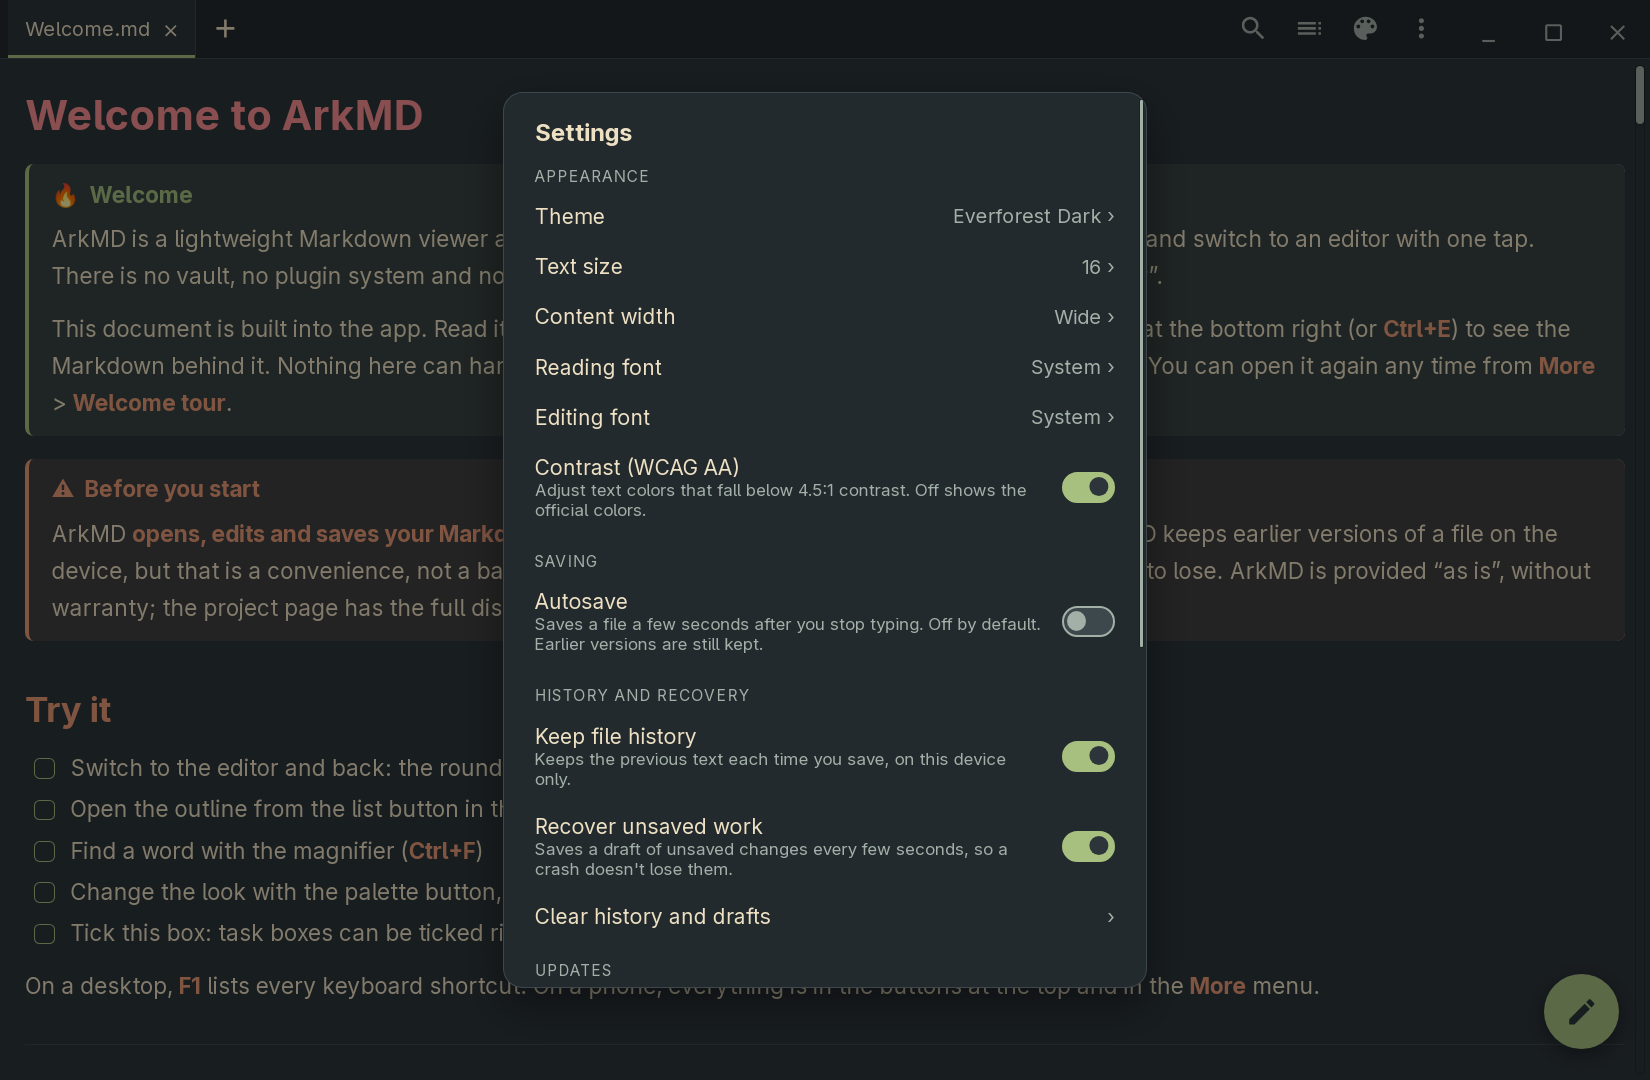 Welcome.md
Welcome to ArkMD
🔥 Welcome
ArkMD is a lightweight Markdown viewer
and switch to an editor with one tap.
There is no vault, no plugin system and no
”.
This document is built into the app. Read it
at the bottom right (or Ctrl+E) to see the
Markdown behind it. Nothing here can
You can open it again any time from More
> Welcome tour.
Before you start
ArkMD opens, edits and saves your
keeps earlier versions of a file on the
device, but that is a convenience, not a
to lose. ArkMD is provided “as is”, without
warranty; the project page has the full
Try it
Switch to the editor and back: the round
Open the outline from the list button in
Find a word with the magnifier (Ctrl+F)
Change the look with the palette button,
Tick this box: task boxes can be ticked
On a desktop, F1 lists every keyboard shortcut. On a phone, everything is in the buttons at the top and in the More menu.
Settings
APPEARANCE
Theme
Everforest Dark ›
Text size
16 ›
Content width
Wide ›
Reading font
System ›
Editing font
System ›
Contrast (WCAG AA)
Adjust text colors that fall below 4.5:1 contrast. Off shows the
official colors.
SAVING
Autosave
Saves a file a few seconds after you stop typing. Off by default.
Earlier versions are still kept.
HISTORY AND RECOVERY
Keep file history
Keeps the previous text each time you save, on this device
only.
Recover unsaved work
Saves a draft of unsaved changes every few seconds, so a
crash doesn't lose them.
Clear history and drafts ›
UPDATES